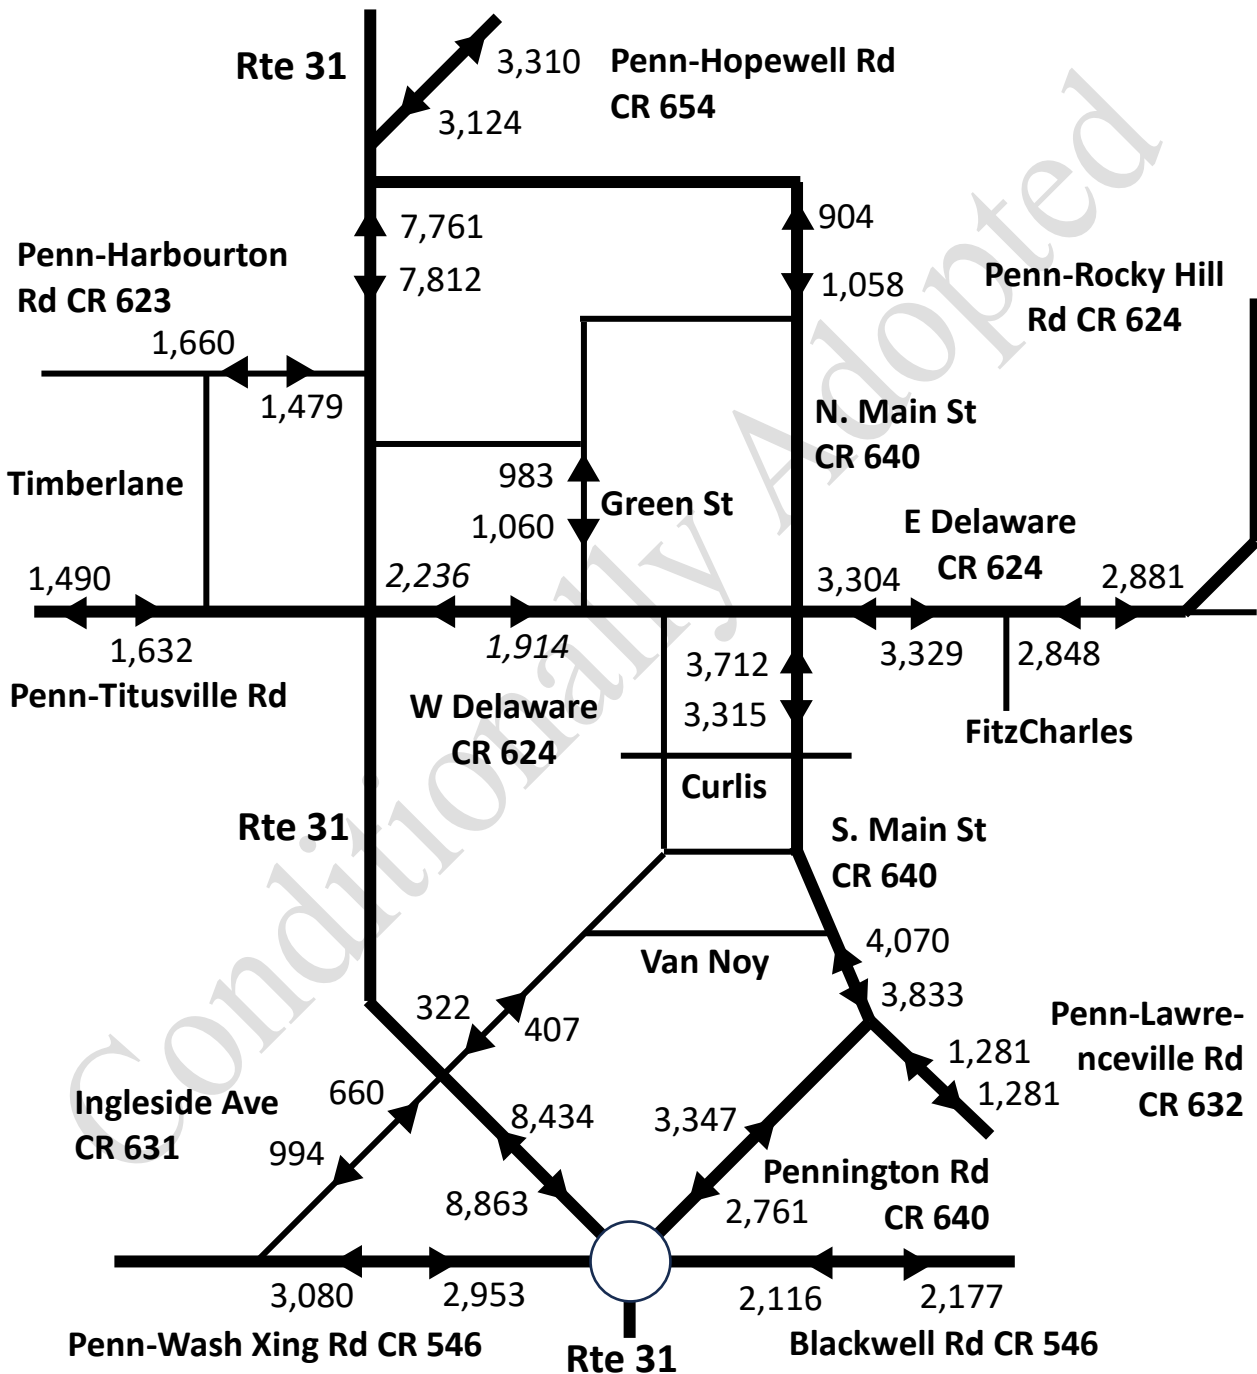 Rte 31
3,310
Penn-Hopewell Rd
CR 654
3,124
7,761
904
Penn-Harbourton
Rd CR 623
7,812
1,058
Penn-Rocky Hill
Rd CR 624
1,660
1,479
N. Main St
CR 640
Timberlane
983
Green St
1,060
E Delaware
CR 624
1,490
2,236
3,304
2,881
1,632
1,914
3,712
3,329
2,848
Penn-Titusville Rd
W Delaware
CR 624
3,315
FitzCharles
Curlis
Rte 31
S. Main St
CR 640
4,070
Van Noy
3,833
322
407
Penn-Lawre-
nceville Rd
CR 632
1,281
1,281
Ingleside Ave
CR 631
660
8,434
3,347
994
8,863
Pennington Rd
CR 640
2,761
3,080
2,953
2,116
2,177
Penn-Wash Xing Rd CR 546
Rte 31
Blackwell Rd CR 546
Conditionally Adopted